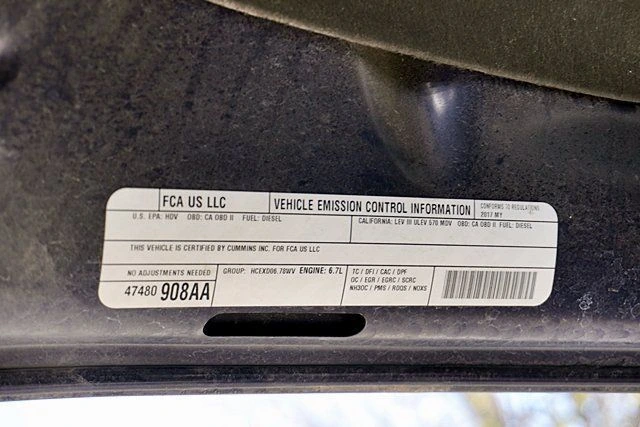 FCA US LLC
VEHICLE EMISSION CONTROL INFORMATION
CONFORMS TO REGULATIONS
2017 MY
U.S. EPA: HDV OBD: CA OBD II FUEL: DIESEL
CALIFORNIA: LEV III ULEV 570 MDV OBD: CA OBD II FUEL: DIESEL
THIS VEHICLE IS CERTIFIED BY CUMMINS INC. FOR FCA US LLC
NO ADJUSTMENTS NEEDED
47480 908AA
GROUP: HCEXD06.78WV ENGINE: 6.7L
TC / DFI / CAC / DPF
OC / EGR / EGRC / SCRC
NH3OC / PMS / RDQS / NOXS